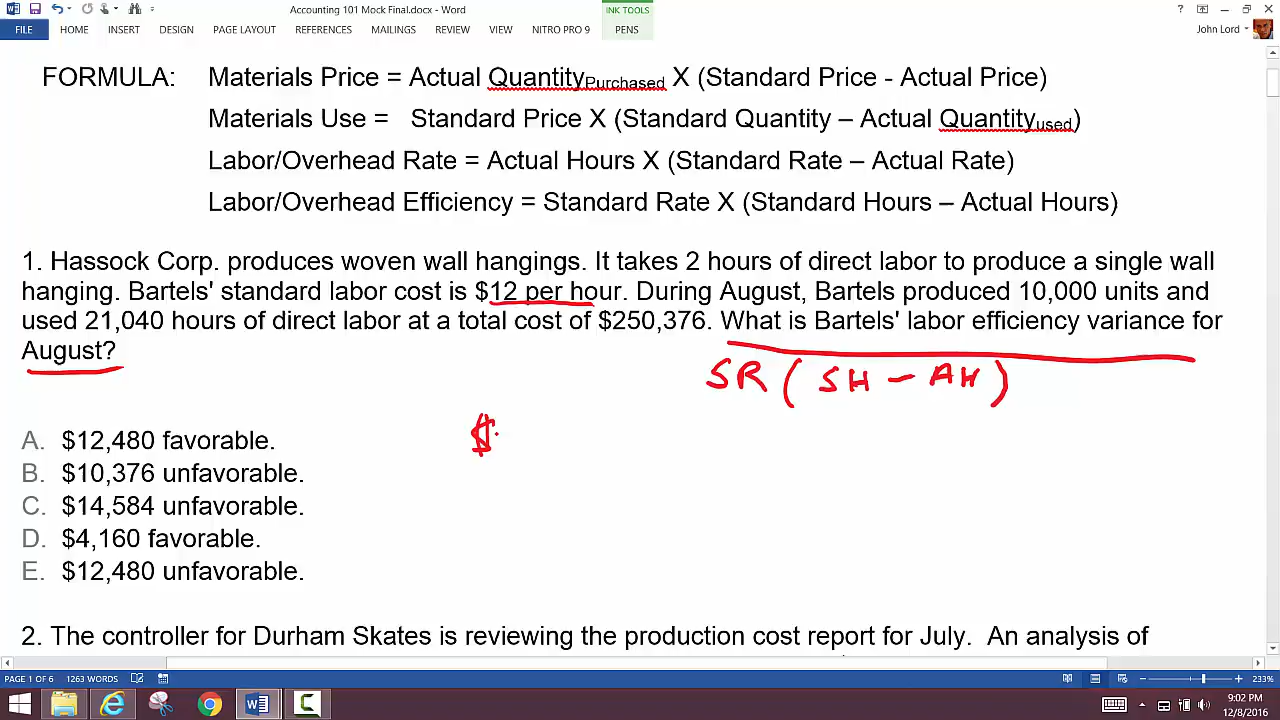 Accounting 101 Mock Final.docx - Word
INK TOOLS
FILE HOME INSERT DESIGN PAGE LAYOUT REFERENCES MAILINGS REVIEW VIEW NITRO PRO 9 PENS
John Lord
FORMULA: Materials Price = Actual QuantityPurchased X (Standard Price - Actual Price)
Materials Use = Standard Price X (Standard Quantity – Actual Quantityused)
Labor/Overhead Rate = Actual Hours X (Standard Rate – Actual Rate)
Labor/Overhead Efficiency = Standard Rate X (Standard Hours – Actual Hours)
1. Hassock Corp. produces woven wall hangings. It takes 2 hours of direct labor to produce a single wall
hanging. Bartels' standard labor cost is $12 per hour. During August, Bartels produced 10,000 units and
used 21,040 hours of direct labor at a total cost of $250,376. What is Bartels' labor efficiency variance for
August?
SR ( SH – AH )
$
A. $12,480 favorable.
B. $10,376 unfavorable.
C. $14,584 unfavorable.
D. $4,160 favorable.
E. $12,480 unfavorable.
2. The controller for Durham Skates is reviewing the production cost report for July. An analysis of
PAGE 1 OF 6 1263 WORDS 233%
9:02 PM
12/8/2016